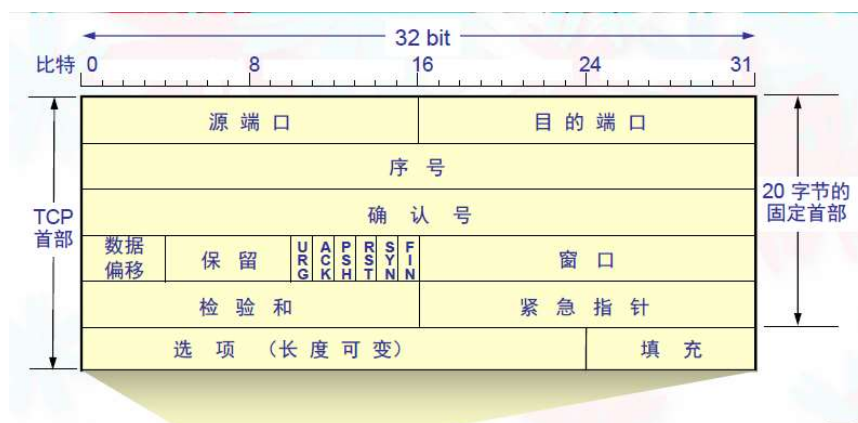 32 bit
比特 0 8 16 24 31
源端口 目的端口
序号
确认号
TCP
首部
20 字节的
固定首部
数据
偏移
保留
URG
ACK
PSH
RST
SYN
FIN
窗口
检验和 紧急指针
选项 （长度可变） 填充